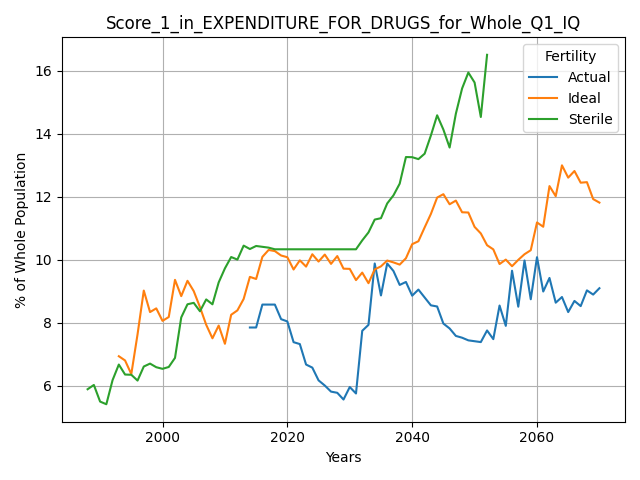 Score_1_in_EXPENDITURE_FOR_DRUGS_for_Whole_Q1_IQ
Fertility
Actual
Ideal
Sterile
% of Whole Population
16
14
12
10
8
6
2000
2020
2040
2060
Years